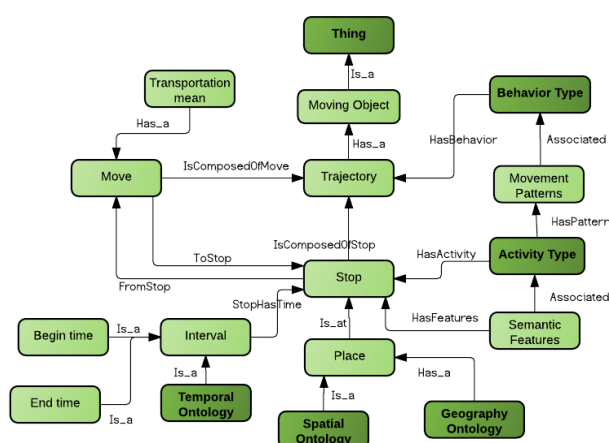 Thing
Is_a
Transportation
mean
Moving Object
Behavior Type
Has_a
Has_a
HasBehavior
Associated
IsComposedOfMove
Move
Trajectory
Movement
Patterns
IsComposedOfStop
HasPattern
ToStop
HasActivity
Activity Type
FromStop
Stop
StopHasTime
Associated
HasFeatures
Is_a
Is_at
Begin time
Interval
Semantic
Features
Place
Is_a
Has_a
End time
Temporal
Ontology
Is_a
Is_a
Spatial
Ontology
Geography
Ontology